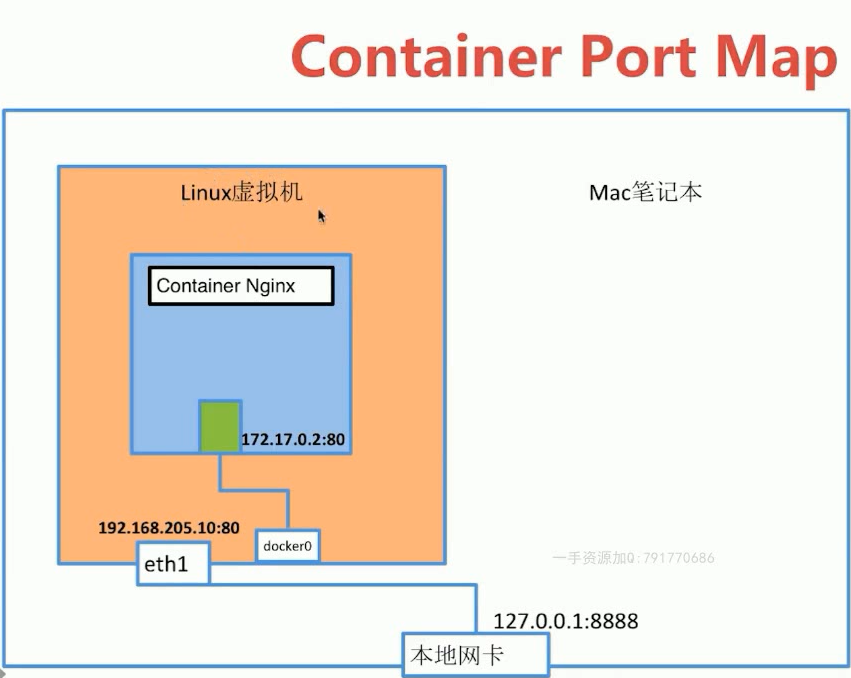 Container Port Map
Linux虚拟机
Mac笔记本
Container Nginx
172.17.0.2:80
192.168.205.10:80
docker0
eth1
一手资源加Q:791770686
127.0.0.1:8888
本地网卡